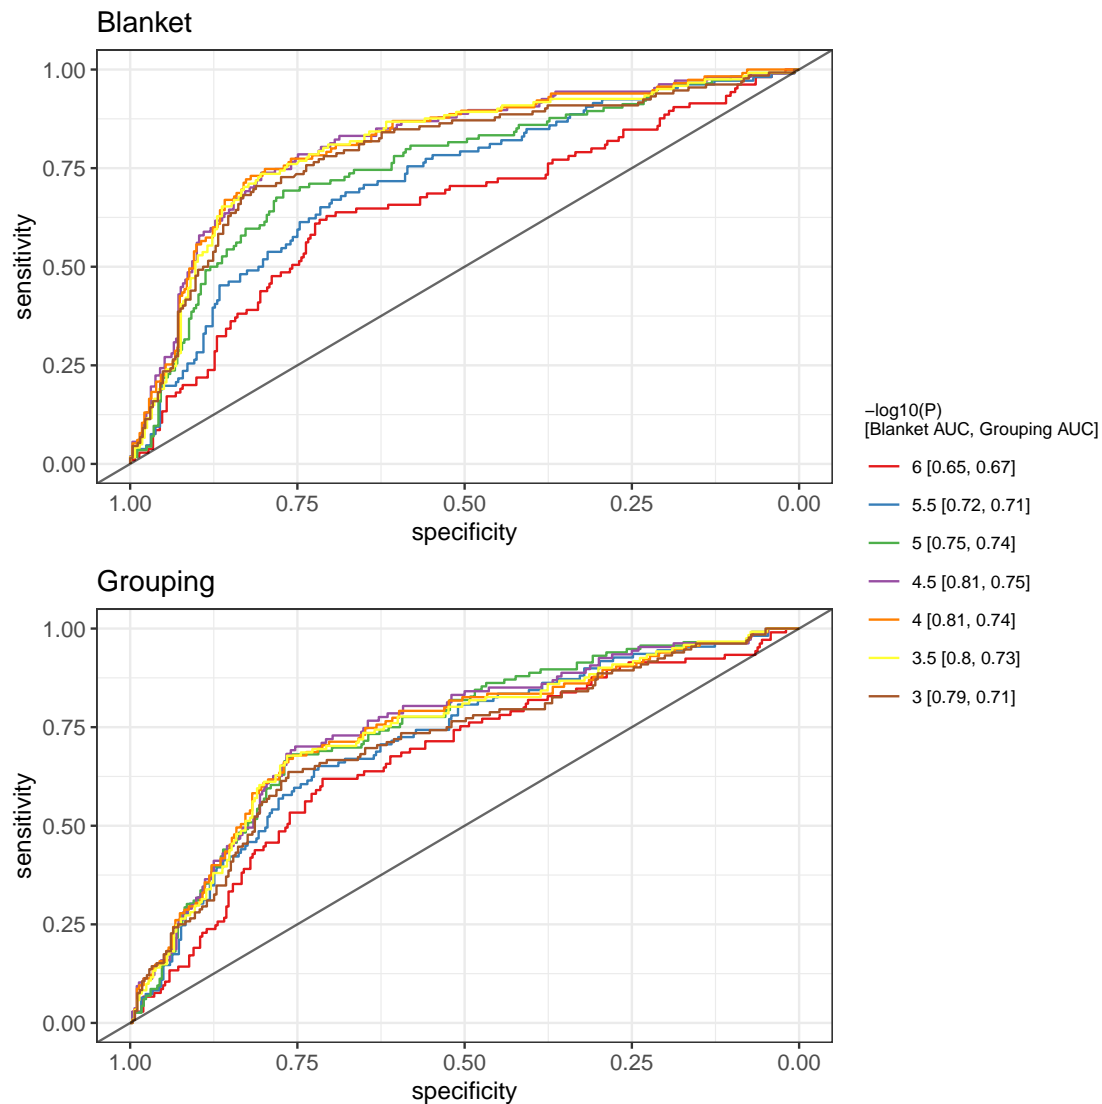 Blanket
1.00
0.75
0.50
0.25
0.00
sensitivity
1.00 0.75 0.50 0.25 0.00
specificity
−log10(P)
[Blanket AUC, Grouping AUC]
6 [0.65, 0.67]
5.5 [0.72, 0.71]
5 [0.75, 0.74]
4.5 [0.81, 0.75]
4 [0.81, 0.74]
3.5 [0.8, 0.73]
3 [0.79, 0.71]
Grouping
1.00
0.75
0.50
0.25
0.00
sensitivity
1.00 0.75 0.50 0.25 0.00
specificity